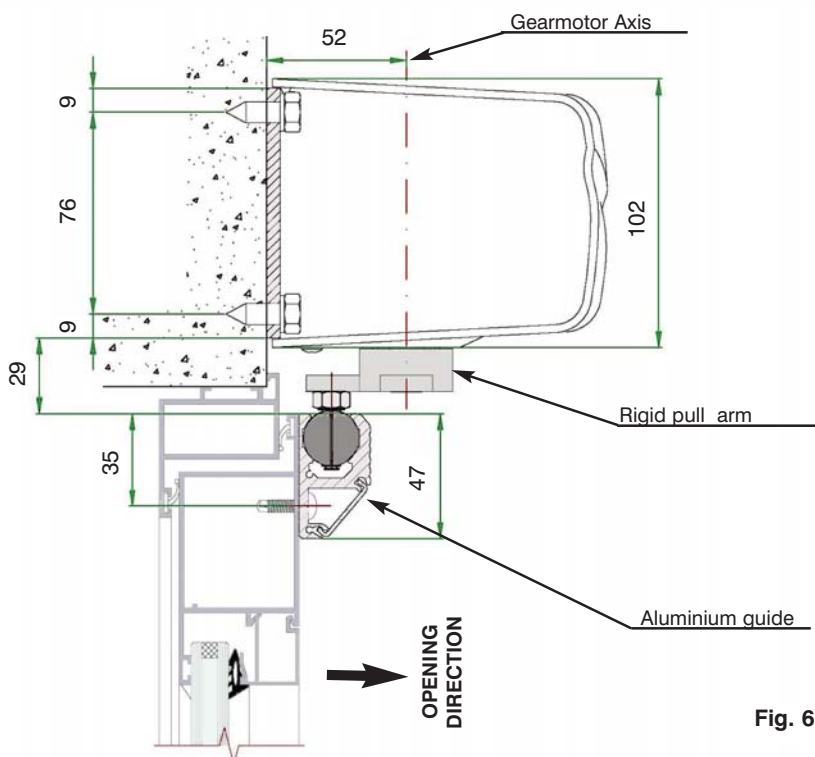 Gearmotor Axis
52
9
76
102
9
29
Rigid pull arm
35
47
Aluminium guide
OPENING
DIRECTION
Fig. 6